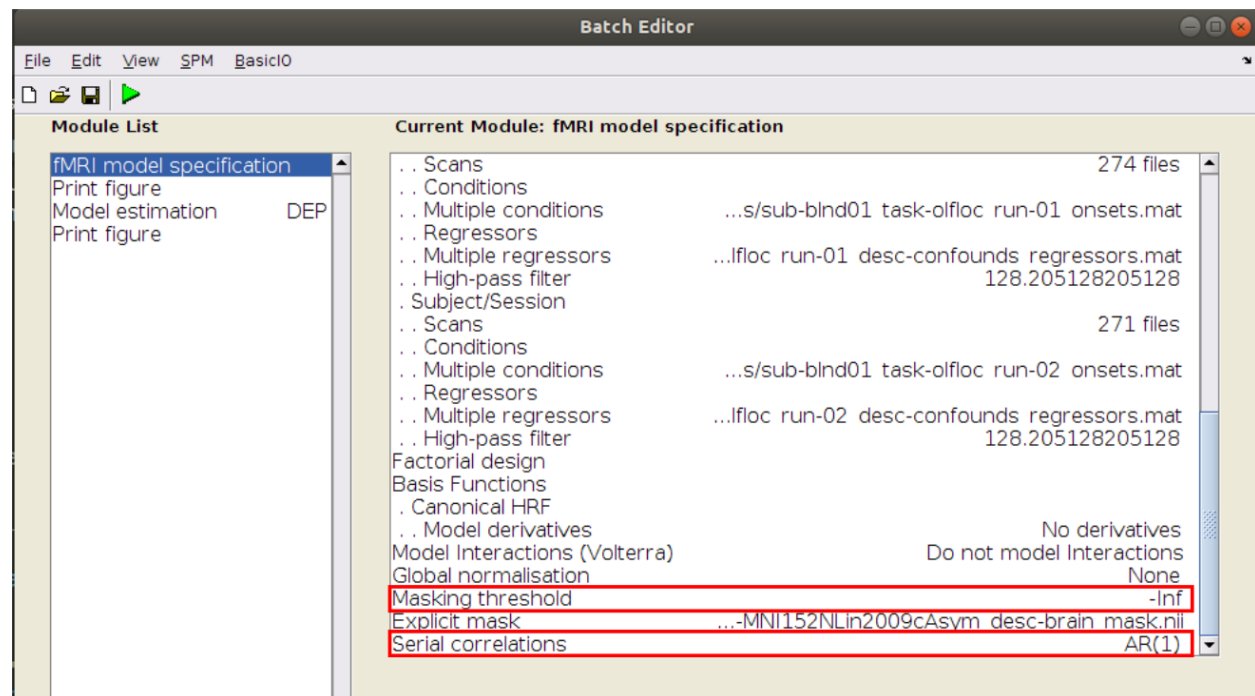 Batch Editor
File Edit View SPM BasicIO
Module List
fMRI model specification
Print figure
Model estimation DEP
Print figure
Current Module: fMRI model specification
. . Scans 274 files
. . Conditions
. . Multiple conditions ...s/sub-blnd01 task-olfloc run-01 onsets.mat
. . Regressors
. . Multiple regressors ...lfloc run-01 desc-confounds regressors.mat
. . High-pass filter 128.205128205128
. Subject/Session
. . Scans 271 files
. . Conditions
. . Multiple conditions ...s/sub-blnd01 task-olfloc run-02 onsets.mat
. . Regressors
. . Multiple regressors ...lfloc run-02 desc-confounds regressors.mat
. . High-pass filter 128.205128205128
Factorial design
Basis Functions
. Canonical HRF
. . Model derivatives No derivatives
Model Interactions (Volterra) Do not model Interactions
Global normalisation None
Masking threshold -Inf
Explicit mask ...-MNI152NLin2009cAsym desc-brain mask.nii
Serial correlations AR(1)